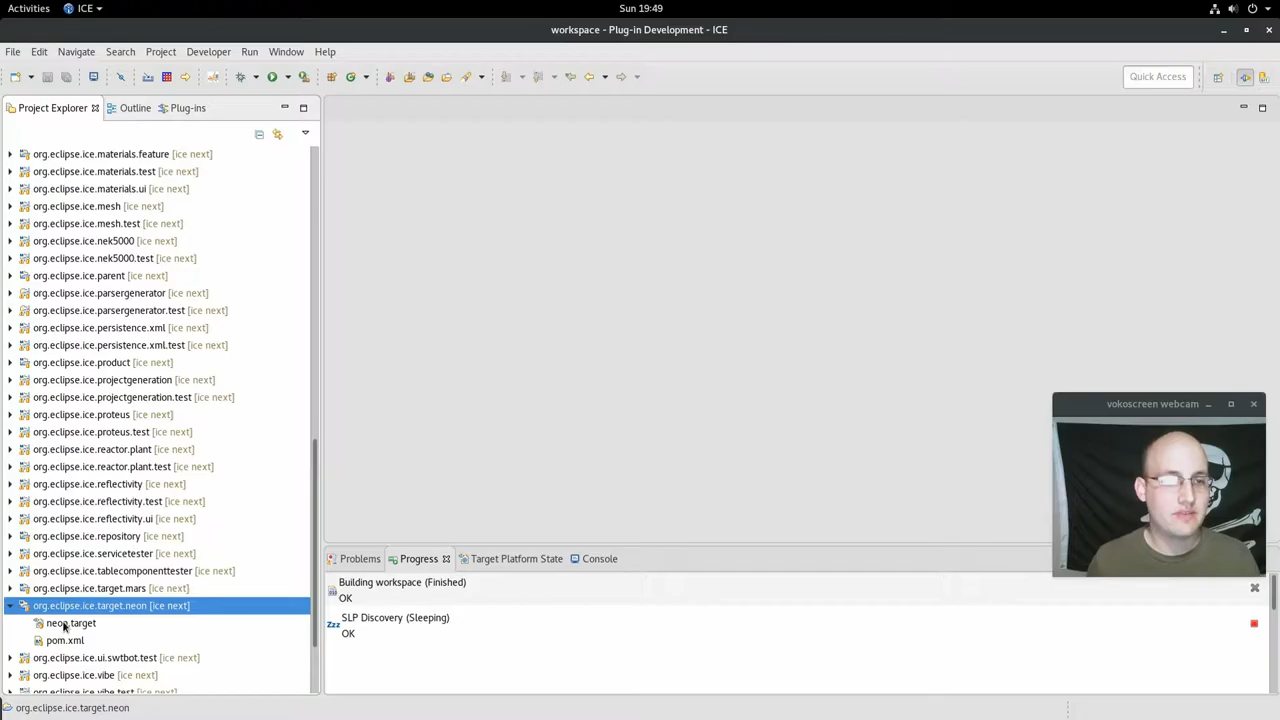 Activities ICE Sun 19:49
workspace - Plug-in Development - ICE
File Edit Navigate Search Project Developer Run Window Help
Quick Access
Project Explorer Outline Plug-ins
org.eclipse.ice.materials.feature [ice next]
org.eclipse.ice.materials.test [ice next]
org.eclipse.ice.materials.ui [ice next]
org.eclipse.ice.mesh [ice next]
org.eclipse.ice.mesh.test [ice next]
org.eclipse.ice.nek5000 [ice next]
org.eclipse.ice.nek5000.test [ice next]
org.eclipse.ice.parent [ice next]
org.eclipse.ice.parsergenerator [ice next]
org.eclipse.ice.parsergenerator.test [ice next]
org.eclipse.ice.persistence.xml [ice next]
org.eclipse.ice.persistence.xml.test [ice next]
org.eclipse.ice.product [ice next]
org.eclipse.ice.projectgeneration [ice next]
org.eclipse.ice.projectgeneration.test [ice next]
org.eclipse.ice.proteus [ice next]
org.eclipse.ice.proteus.test [ice next]
org.eclipse.ice.reactor.plant [ice next]
org.eclipse.ice.reactor.plant.test [ice next]
org.eclipse.ice.reflectivity [ice next]
org.eclipse.ice.reflectivity.test [ice next]
org.eclipse.ice.reflectivity.ui [ice next]
org.eclipse.ice.repository [ice next]
org.eclipse.ice.servicetester [ice next]
org.eclipse.ice.tablecomponenttester [ice next]
org.eclipse.ice.target.mars [ice next]
org.eclipse.ice.target.neon [ice next]
neon.target
pom.xml
org.eclipse.ice.ui.swtbot.test [ice next]
org.eclipse.ice.vibe [ice next]
org.eclipse.ice.vibe.test [ice next]
vokoscreen webcam
Problems Progress Target Platform State Console
Building workspace (Finished)
OK
Zzz SLP Discovery (Sleeping)
OK
org.eclipse.ice.target.neon